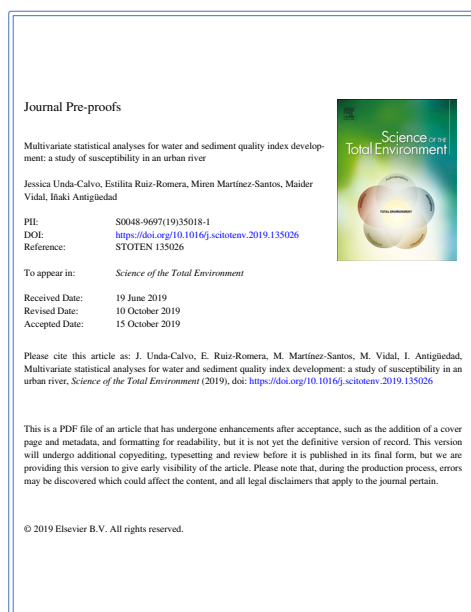 Journal Pre-proofs
Multivariate statistical analyses for water and sediment quality index develop-
ment: a study of susceptibility in an urban river
Jessica Unda-Calvo, Estilita Ruiz-Romera, Miren Martínez-Santos, Maider
Vidal, Iñaki Antigüedad
PII: S0048-9697(19)35018-1
DOI: https://doi.org/10.1016/j.scitotenv.2019.135026
Reference: STOTEN 135026
To appear in: Science of the Total Environment
Received Date: 19 June 2019
Revised Date: 10 October 2019
Accepted Date: 15 October 2019
Science OF THE
Total Environment
TOTAL ENVIRONMENT
Please cite this article as: J. Unda-Calvo, E. Ruiz-Romera, M. Martínez-Santos, M. Vidal, I. Antigüedad,
Multivariate statistical analyses for water and sediment quality index development: a study of susceptibility in an
urban river, Science of the Total Environment (2019), doi: https://doi.org/10.1016/j.scitotenv.2019.135026
This is a PDF file of an article that has undergone enhancements after acceptance, such as the addition of a cover
page and metadata, and formatting for readability, but it is not yet the definitive version of record. This version
will undergo additional copyediting, typesetting and review before it is published in its final form, but we are
providing this version to give early visibility of the article. Please note that, during the production process, errors
may be discovered which could affect the content, and all legal disclaimers that apply to the journal pertain.
© 2019 Elsevier B.V. All rights reserved.